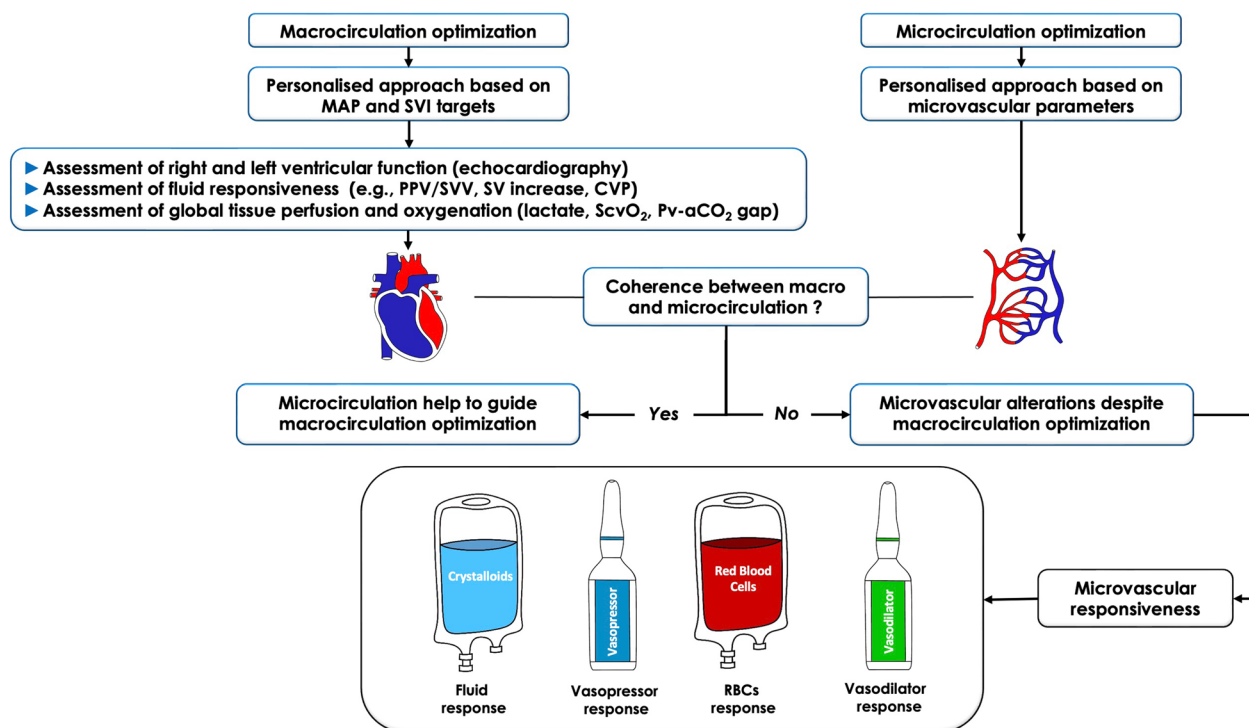 Macrocirculation optimization
Microcirculation optimization
Personalised approach based on
MAP and SVI targets
Personalised approach based on
microvascular parameters
► Assessment of right and left ventricular function (echocardiography)
► Assessment of fluid responsiveness (e.g., PPV/SVV, SV increase, CVP)
► Assessment of global tissue perfusion and oxygenation (lactate, ScvO₂, Pv-aCO₂ gap)
Coherence between macro
and microcirculation ?
Microcirculation help to guide
macrocirculation optimization
Yes
No
Microvascular alterations despite
macrocirculation optimization
Crystalloids
Vasopressor
Red Blood
Cells
Vasodilator
Microvascular
responsiveness
Fluid
response
Vasopressor
response
RBCs
response
Vasodilator
response